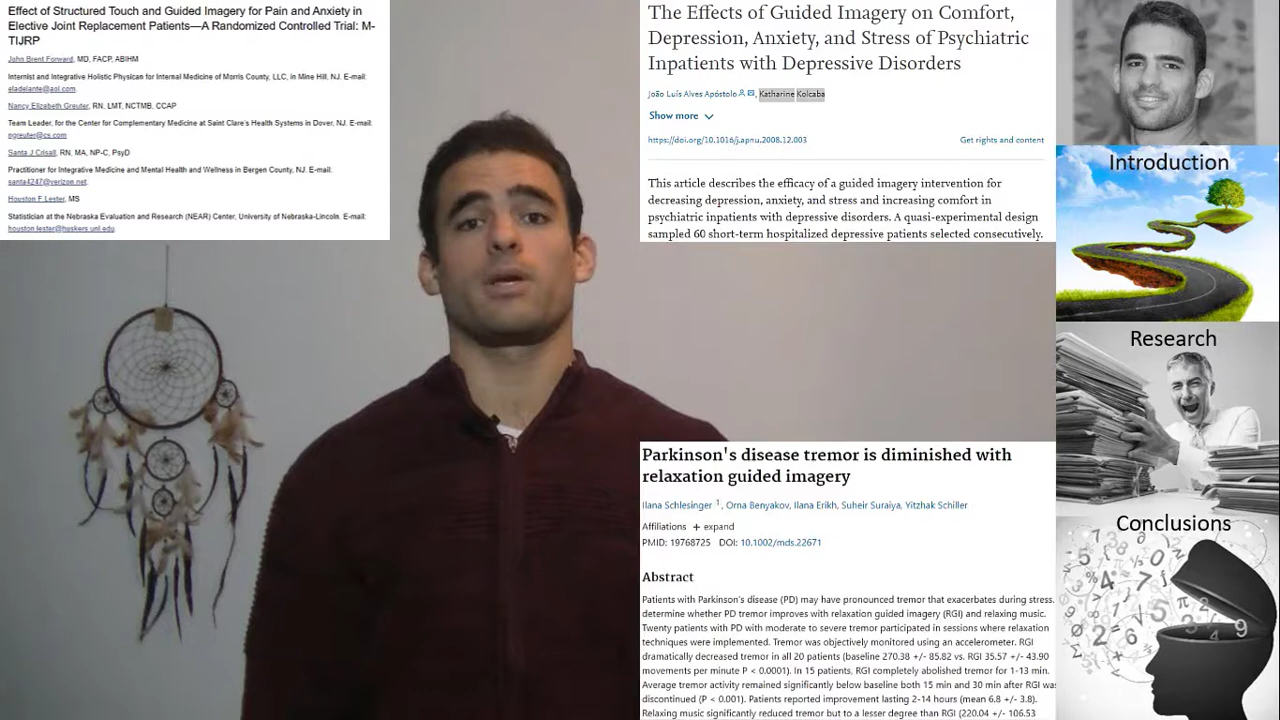 Effect of Structured Touch and Guided Imagery for Pain and Anxiety in
Elective Joint Replacement Patients—A Randomized Controlled Trial: M-
TIJRP
John Brent Forward, MD, FACP, ABIHM
Internist and Integrative Holistic Physican for Internal Medicine of Morris County, LLC, in Mine Hill, NJ. E-mail:
eladelante@aol.com.
Nancy Elizabeth Greuter, RN, LMT, NCTMB, CCAP
Team Leader, for the Center for Complementary Medicine at Saint Clare's Health Systems in Dover, NJ. E-mail:
ngreuter@cs.com
Santa J Crisall, RN, MA, NP-C, PsyD
Practitioner for Integrative Medicine and Mental Health and Wellness in Bergen County, NJ. E-mail:
santa4247@verizon.net.
Houston F Lester, MS
Statistician at the Nebraska Evaluation and Research (NEAR) Center, University of Nebraska-Lincoln. E-mail:
houston.lester@huskers.unl.edu.
The Effects of Guided Imagery on Comfort,
Depression, Anxiety, and Stress of Psychiatric
Inpatients with Depressive Disorders
João Luís Alves Apóstolo, Katharine Kolcaba
Show more
https://doi.org/10.1016/j.apnu.2008.12.003 Get rights and content
This article describes the efficacy of a guided imagery intervention for
decreasing depression, anxiety, and stress and increasing comfort in
psychiatric inpatients with depressive disorders. A quasi-experimental design
sampled 60 short-term hospitalized depressive patients selected consecutively.
Parkinson's disease tremor is diminished with
relaxation guided imagery
Ilana Schlesinger 1, Orna Benyakov, Ilana Erikh, Suheir Suraiya, Yitzhak Schiller
Affiliations + expand
PMID: 19768725 DOI: 10.1002/mds.22671
Abstract
Patients with Parkinson's disease (PD) may have pronounced tremor that exacerbates during stress.
determine whether PD tremor improves with relaxation guided imagery (RGI) and relaxing music.
Twenty patients with PD with moderate to severe tremor participated in sessions where relaxation
techniques were implemented. Tremor was objectively monitored using an accelerometer. RGI
dramatically decreased tremor in all 20 patients (baseline 270.38 +/- 85.82 vs. RGI 35.57 +/- 43.90
movements per minute P < 0.0001). In 15 patients, RGI completely abolished tremor for 1-13 min.
Average tremor activity remained significantly below baseline both 15 min and 30 min after RGI was
discontinued (P < 0.001). Patients reported improvement lasting 2-14 hours (mean 6.8 +/- 3.8).
Relaxing music significantly reduced tremor but to a lesser degree than RGI (220.04 +/- 106.53
Introduction
Research
Conclusions